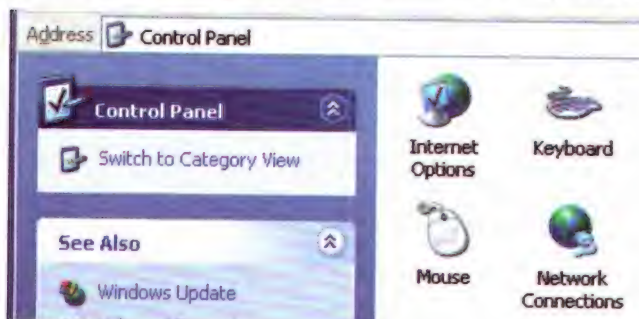 Address Control Panel
Control Panel
Switch to Category View
See Also
Windows Update
Internet
Options
Keyboard
Mouse
Network
Connections